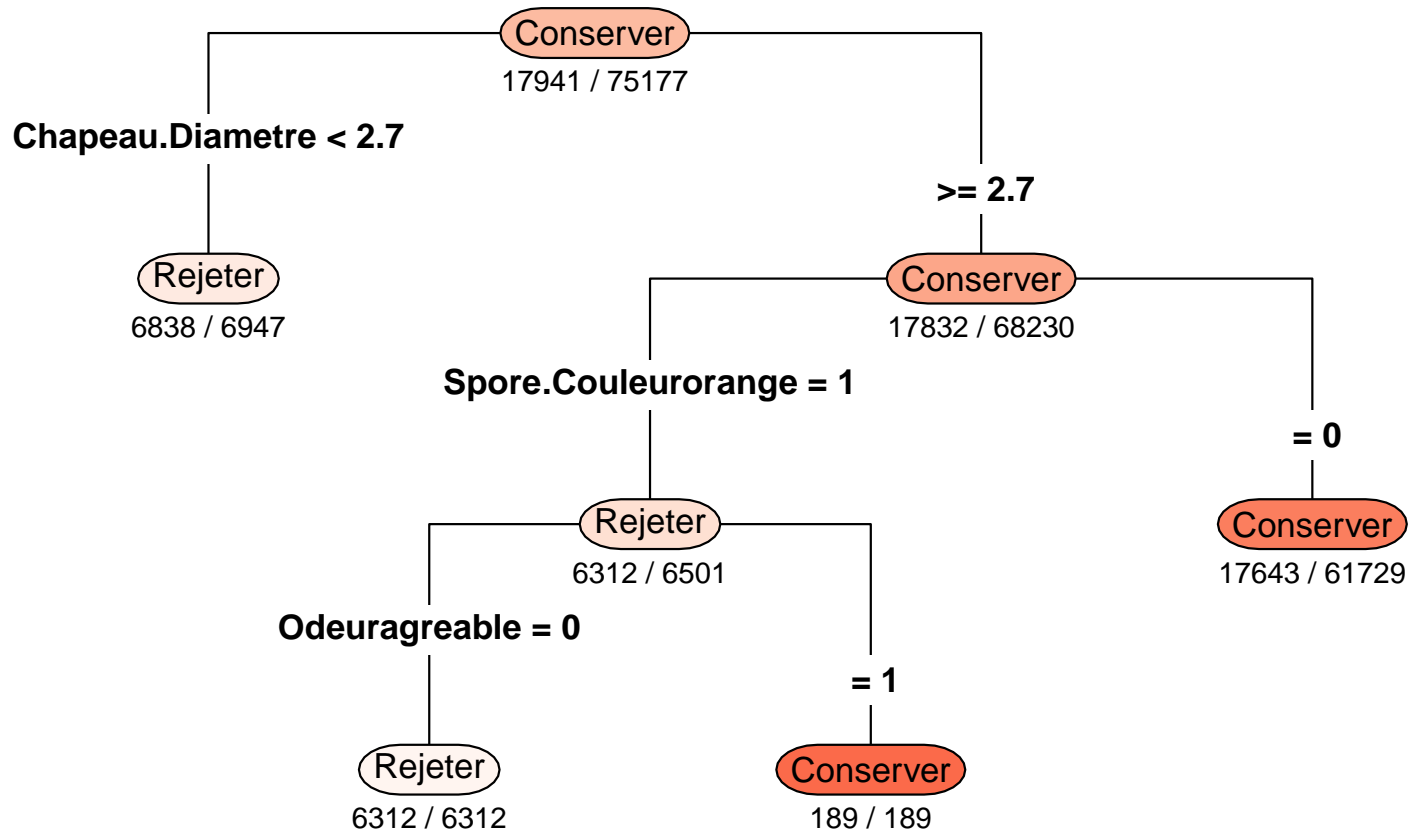 Conserver
17941 / 75177
Chapeau.Diametre < 2.7
>= 2.7
Rejeter
6838 / 6947
Conserver
17832 / 68230
Spore.Couleurorange = 1
= 0
Rejeter
6312 / 6501
Conserver
17643 / 61729
Odeuragreable = 0
= 1
Rejeter
6312 / 6312
Conserver
189 / 189